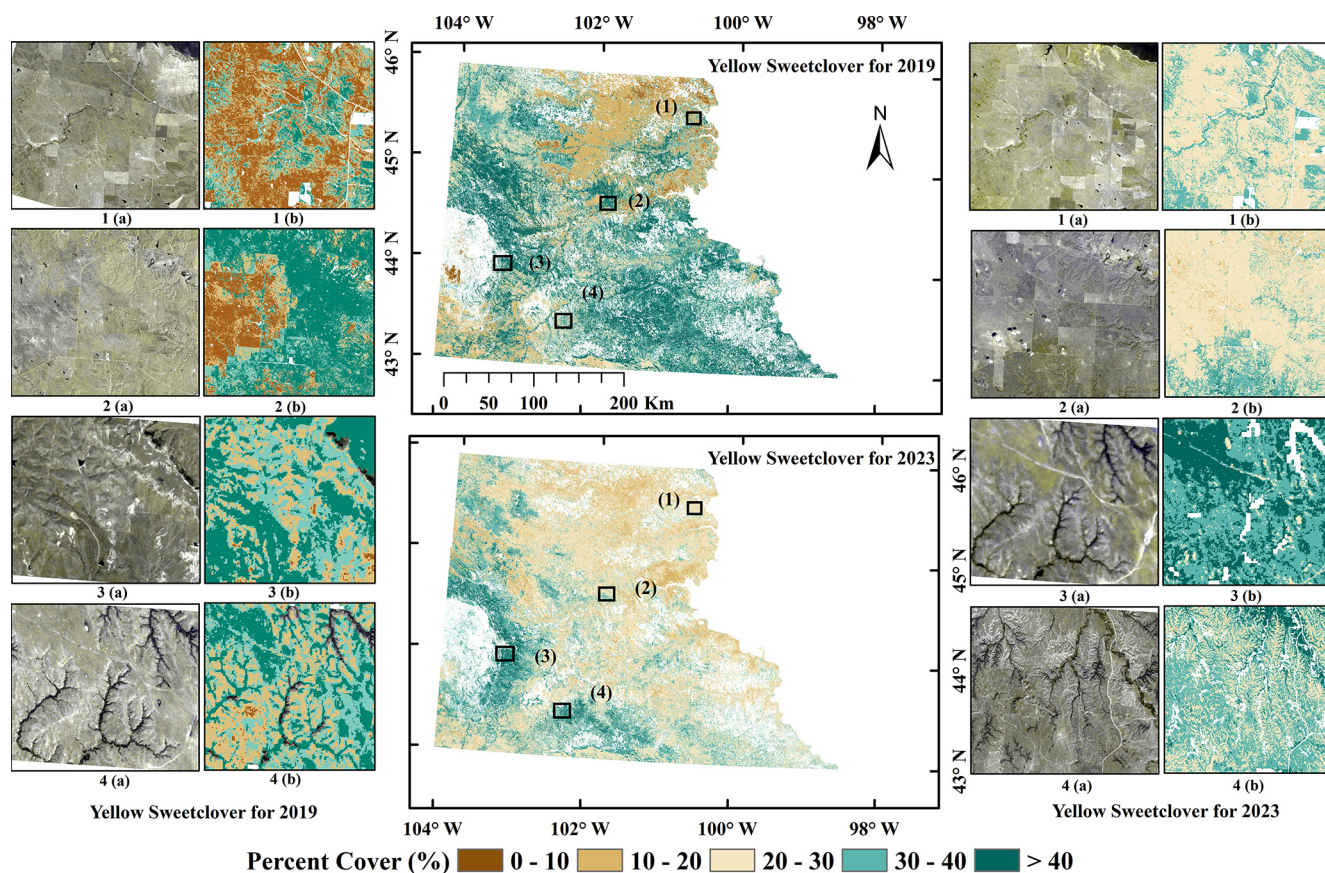 104° W 102° W 100° W 98° W
Yellow Sweetclover for 2019
46° N
45° N
44° N
43° N
(1)
(2)
(3)
(4)
N
0 50 100 200 Km
1 (a) 1 (b)
2 (a) 2 (b)
3 (a) 3 (b)
4 (a) 4 (b)
Yellow Sweetclover for 2019
Yellow Sweetclover for 2023
(1)
(2)
(3)
(4)
46° N
45° N
44° N
43° N
104° W 102° W 100° W 98° W
1 (a) 1 (b)
2 (a) 2 (b)
3 (a) 3 (b)
4 (a) 4 (b)
Yellow Sweetclover for 2023
Percent Cover (%) 0 - 10 10 - 20 20 - 30 30 - 40 > 40